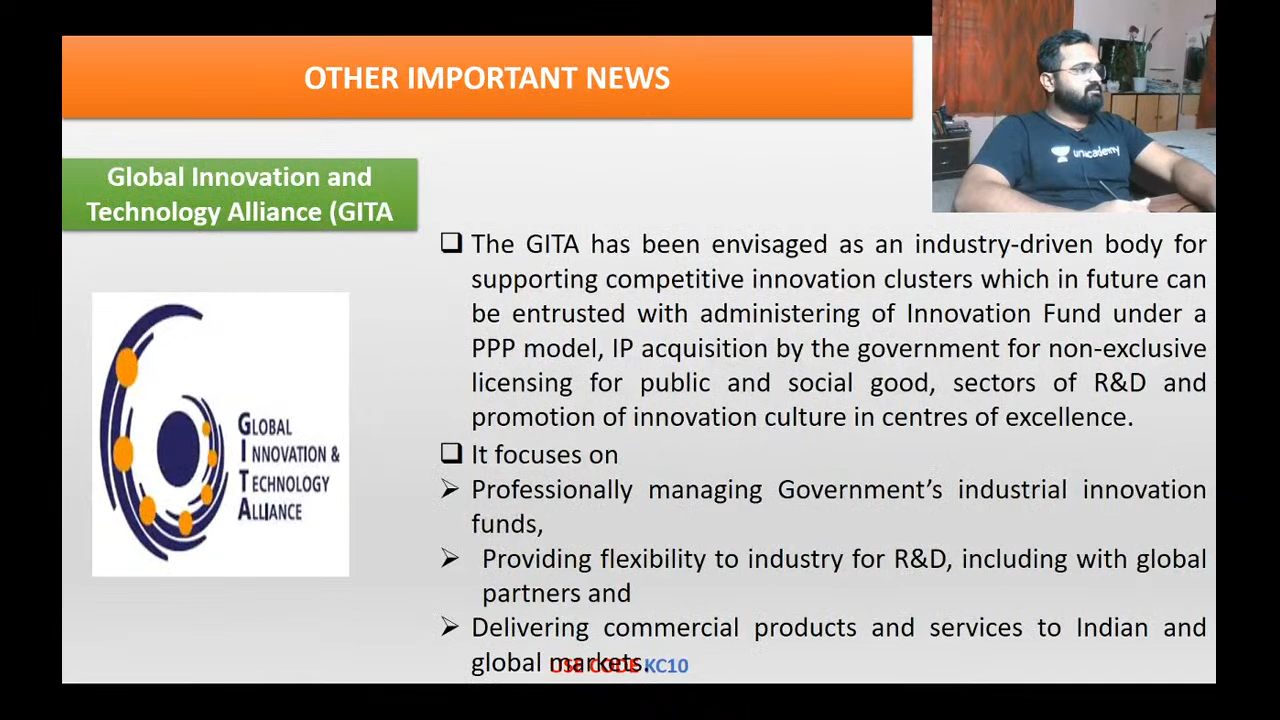 OTHER IMPORTANT NEWS
unacademy
Global Innovation and
Technology Alliance (GITA
GLOBAL
INNOVATION &
TECHNOLOGY
ALLIANCE
❑ The GITA has been envisaged as an industry-driven body for
supporting competitive innovation clusters which in future can
be entrusted with administering of Innovation Fund under a
PPP model, IP acquisition by the government for non-exclusive
licensing for public and social good, sectors of R&D and
promotion of innovation culture in centres of excellence.
❑ It focuses on
➢ Professionally managing Government’s industrial innovation
funds,
➢ Providing flexibility to industry for R&D, including with global
partners and
➢ Delivering commercial products and services to Indian and
global markets.
USE CODE KC10